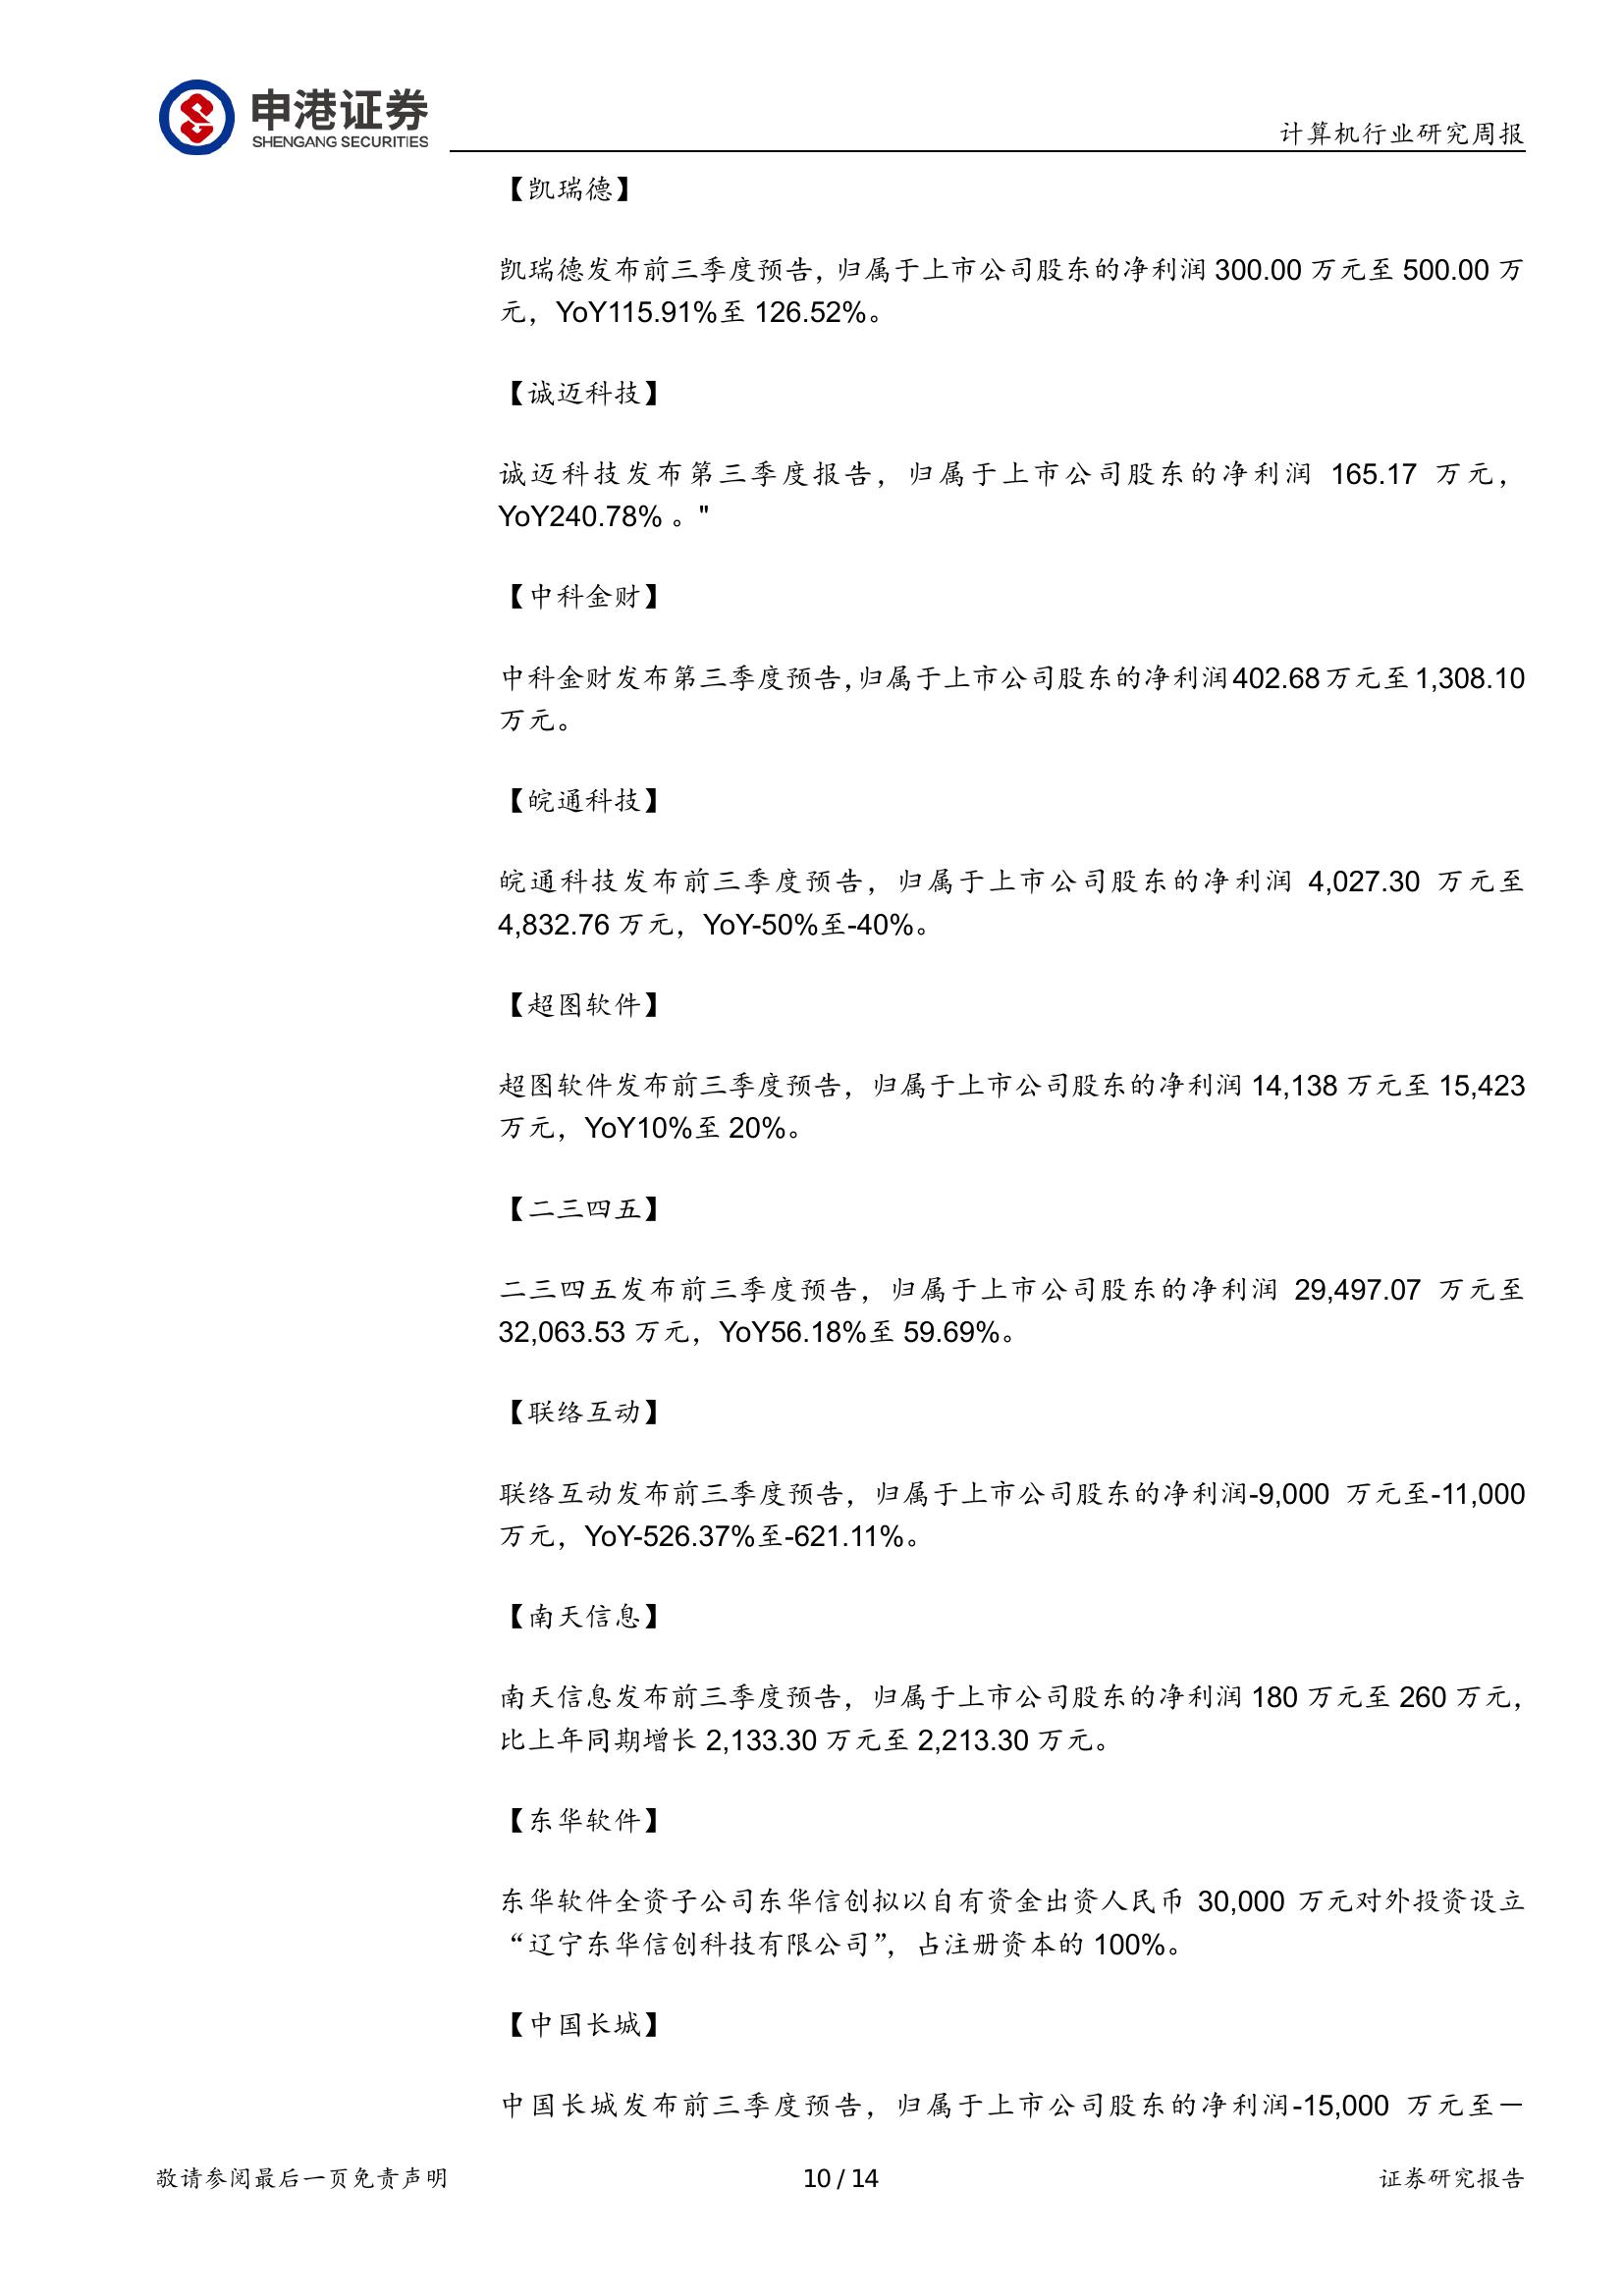 申港证券
SHENGANG SECURITIES
计算机行业研究周报
【凯瑞德】
凯瑞德发布前三季度预告，归属于上市公司股东的净利润 300.00 万元至 500.00 万
元，YoY115.91%至 126.52%。
【诚迈科技】
诚迈科技发布第三季度报告，归属于上市公司股东的净利润 165.17 万元，
YoY240.78% 。"
【中科金财】
中科金财发布第三季度预告,归属于上市公司股东的净利润402.68万元至1,308.10
万元。
【皖通科技】
皖通科技发布前三季度预告，归属于上市公司股东的净利润 4,027.30 万元至
4,832.76 万元，YoY-50%至-40%。
【超图软件】
超图软件发布前三季度预告，归属于上市公司股东的净利润 14,138 万元至 15,423
万元，YoY10%至 20%。
【二三四五】
二三四五发布前三季度预告，归属于上市公司股东的净利润 29,497.07 万元至
32,063.53 万元，YoY56.18%至 59.69%。
【联络互动】
联络互动发布前三季度预告，归属于上市公司股东的净利润-9,000 万元至-11,000
万元，YoY-526.37%至-621.11%。
【南天信息】
南天信息发布前三季度预告，归属于上市公司股东的净利润 180 万元至 260 万元，
比上年同期增长 2,133.30 万元至 2,213.30 万元。
【东华软件】
东华软件全资子公司东华信创拟以自有资金出资人民币 30,000 万元对外投资设立
“辽宁东华信创科技有限公司”，占注册资本的 100%。
【中国长城】
中国长城发布前三季度预告，归属于上市公司股东的净利润-15,000 万元至－
敬请参阅最后一页免责声明
10 / 14
证券研究报告